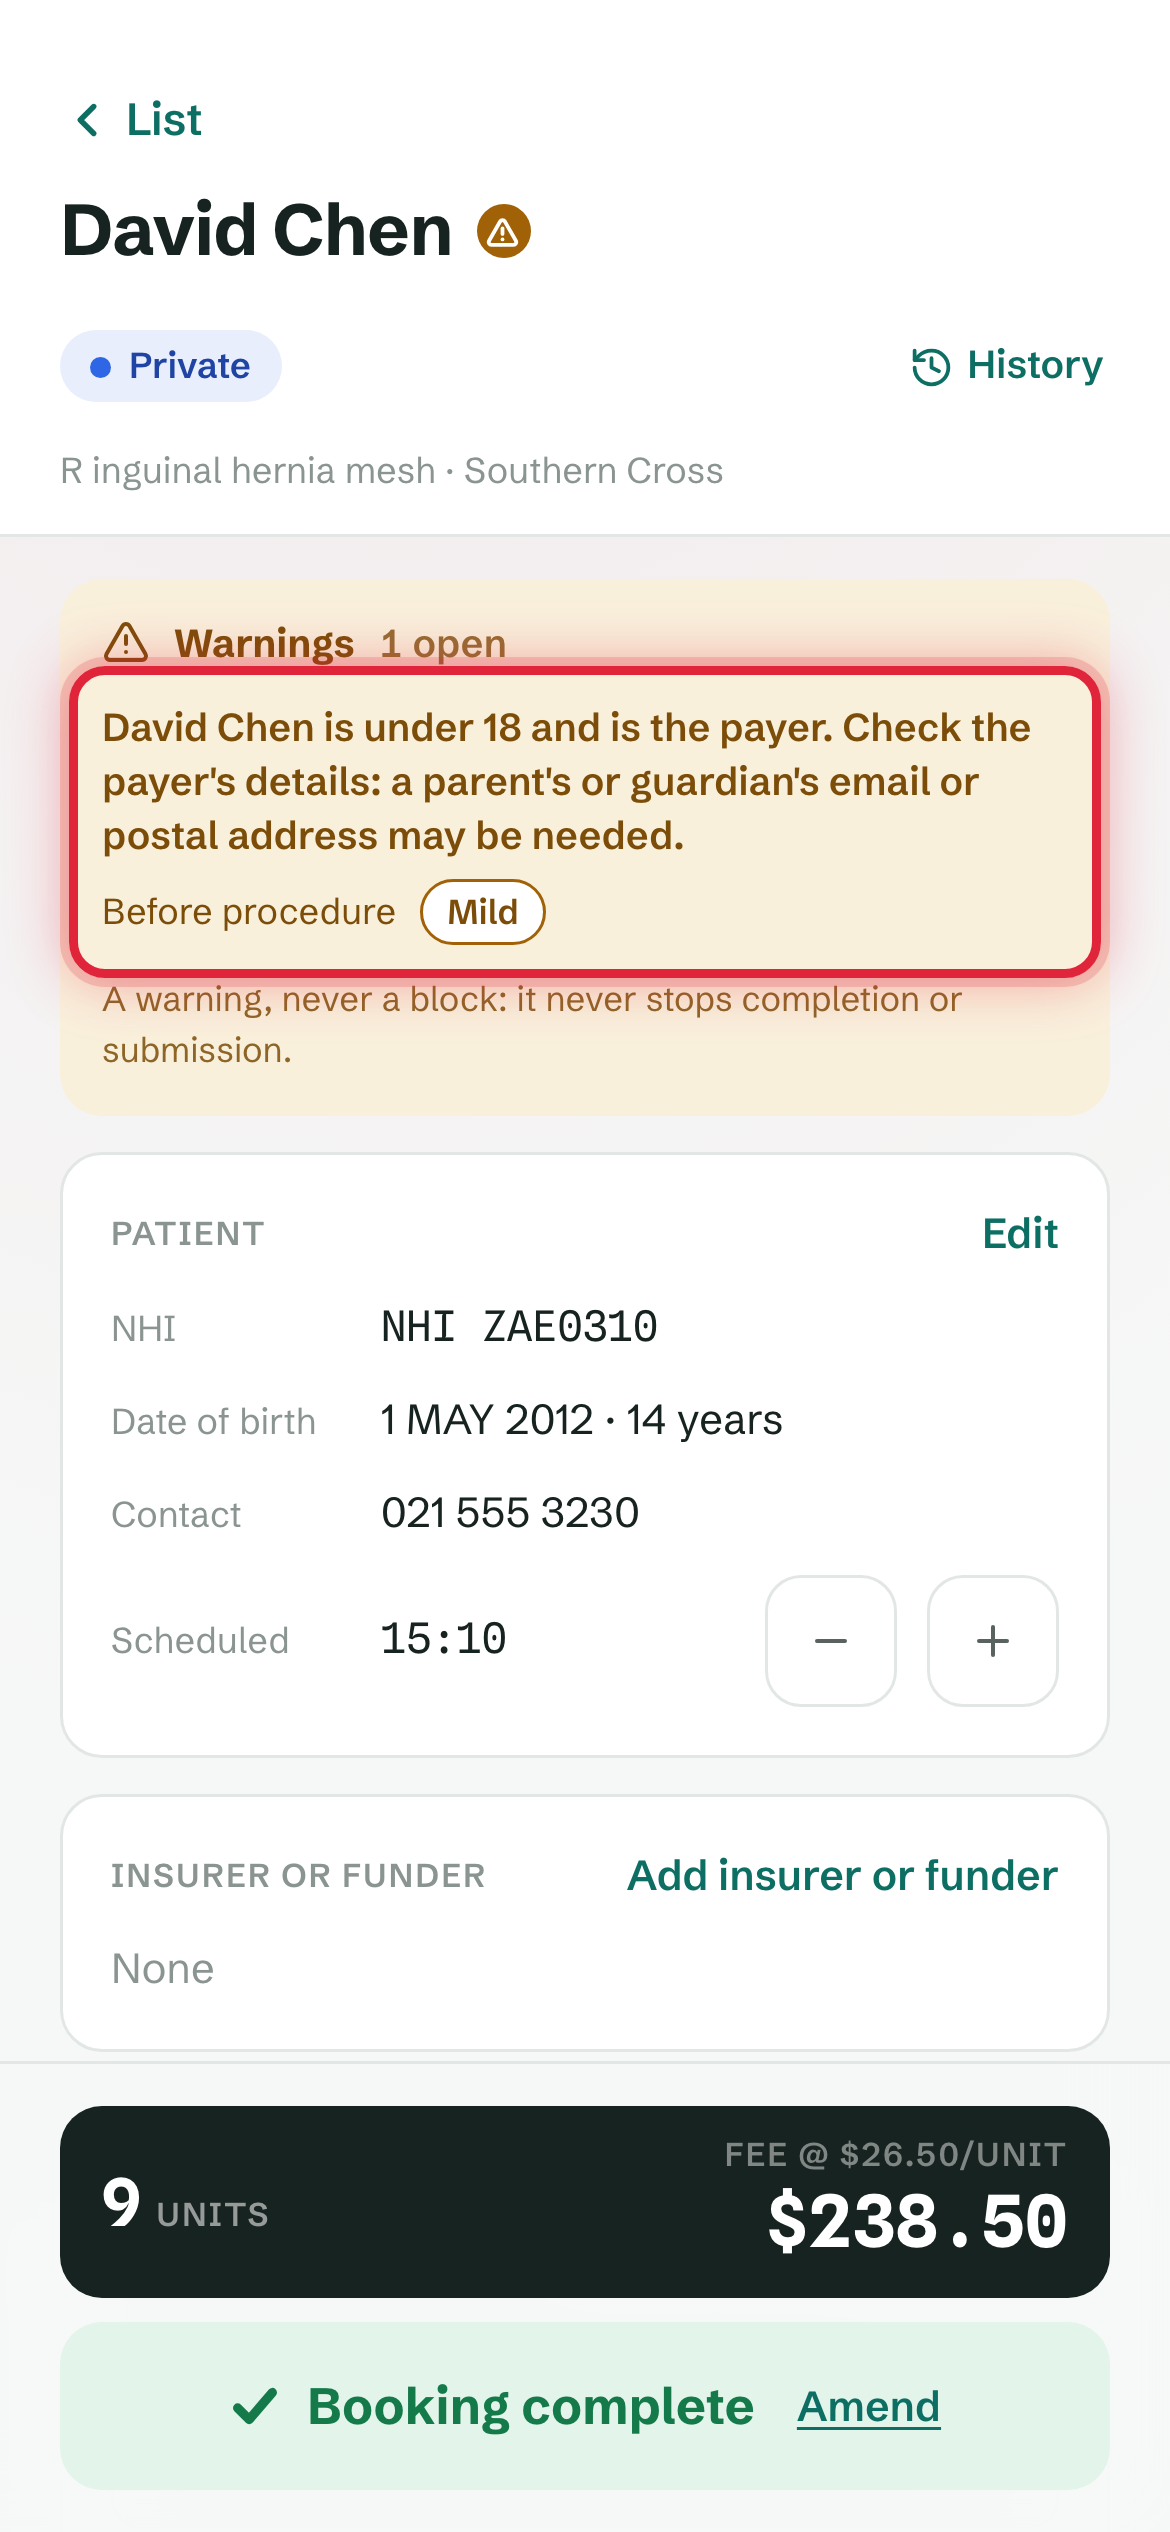 List
David Chen
Private
History
R inguinal hernia mesh · Southern Cross
Warnings 1 open
David Chen is under 18 and is the payer. Check the
payer's details: a parent's or guardian's email or
postal address may be needed.
Before procedure Mild
A warning, never a block: it never stops completion or
submission.
PATIENT Edit
NHI NHI ZAE0310
Date of birth 1 MAY 2012 · 14 years
Contact 021 555 3230
Scheduled 15:10 − +
INSURER OR FUNDER Add insurer or funder
None
FEE @ $26.50/UNIT
9 UNITS $238.50
Booking complete Amend